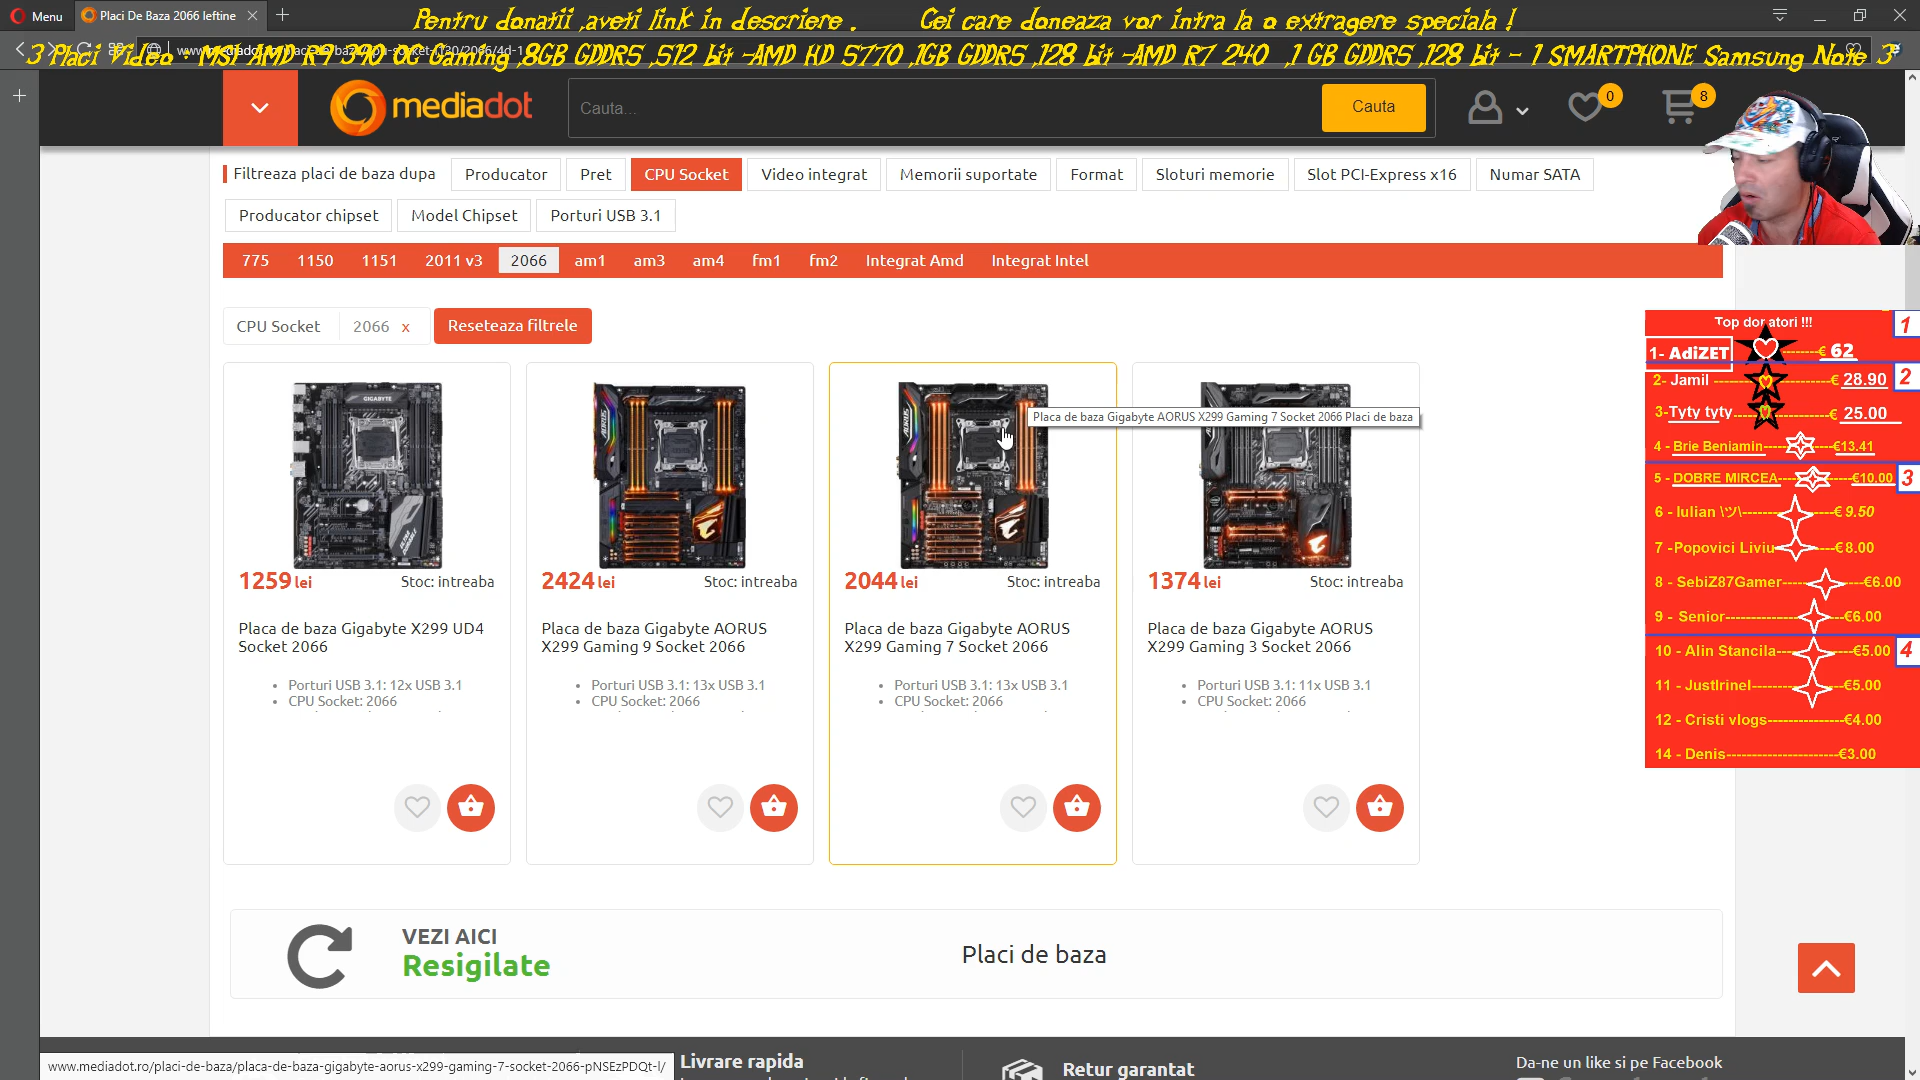 Menu
Placi De Baza 2066 Ieftine
Pentru donatii ,aveti link in descriere .
Cei care doneaza vor intra la o extragere speciala !
3 Placi Video - MSI AMD R9 390 OC Gaming ,8GB GDDR5 ,512 bit -AMD HD 5770 ,1GB GDDR5 ,128 bit -AMD R7 240 ,1 GB GDDR5 ,128 bit - 1 SMARTPHONE Samsung Note 3
mediadot
Cauta...
Cauta
0
8
Filtreaza placi de baza dupa
Producator
Pret
CPU Socket
Video integrat
Memorii suportate
Format
Sloturi memorie
Slot PCI-Express x16
Numar SATA
Producator chipset
Model Chipset
Porturi USB 3.1
775
1150
1151
2011 v3
2066
am1
am3
am4
fm1
fm2
Integrat Amd
Integrat Intel
CPU Socket
2066 x
Reseteaza filtrele
GIGABYTE
Placa de baza Gigabyte AORUS X299 Gaming 7 Socket 2066 Placi de baza
1259 lei
Stoc: intreaba
Placa de baza Gigabyte X299 UD4
Socket 2066
• Porturi USB 3.1: 12x USB 3.1
• CPU Socket: 2066
2424 lei
Stoc: intreaba
Placa de baza Gigabyte AORUS
X299 Gaming 9 Socket 2066
• Porturi USB 3.1: 13x USB 3.1
• CPU Socket: 2066
2044 lei
Stoc: intreaba
Placa de baza Gigabyte AORUS
X299 Gaming 7 Socket 2066
• Porturi USB 3.1: 13x USB 3.1
• CPU Socket: 2066
1374 lei
Stoc: intreaba
Placa de baza Gigabyte AORUS
X299 Gaming 3 Socket 2066
• Porturi USB 3.1: 11x USB 3.1
• CPU Socket: 2066
Top donatori !!!
1
1- AdiZET -------€ 62
2- Jamil € 28.90
2
3-Tyty tyty € 25.00
4 - Brie Beniamin €13.41
5 - DOBRE MIRCEA €10.00
3
6 - Iulian \ツ\ € 9.50
7 -Popovici Liviu €8.00
8 - SebiZ87Gamer €6.00
9 - Senior €6.00
10 - Alin Stancila €5.00
4
11 - JustIrinel €5.00
12 - Cristi vlogs €4.00
14 - Denis €3.00
VEZI AICI
Resigilate
Placi de baza
www.mediadot.ro/placi-de-baza/placa-de-baza-gigabyte-aorus-x299-gaming-7-socket-2066-pNSEzPDQt-l/
Livrare rapida
Retur garantat
Da-ne un like si pe Facebook